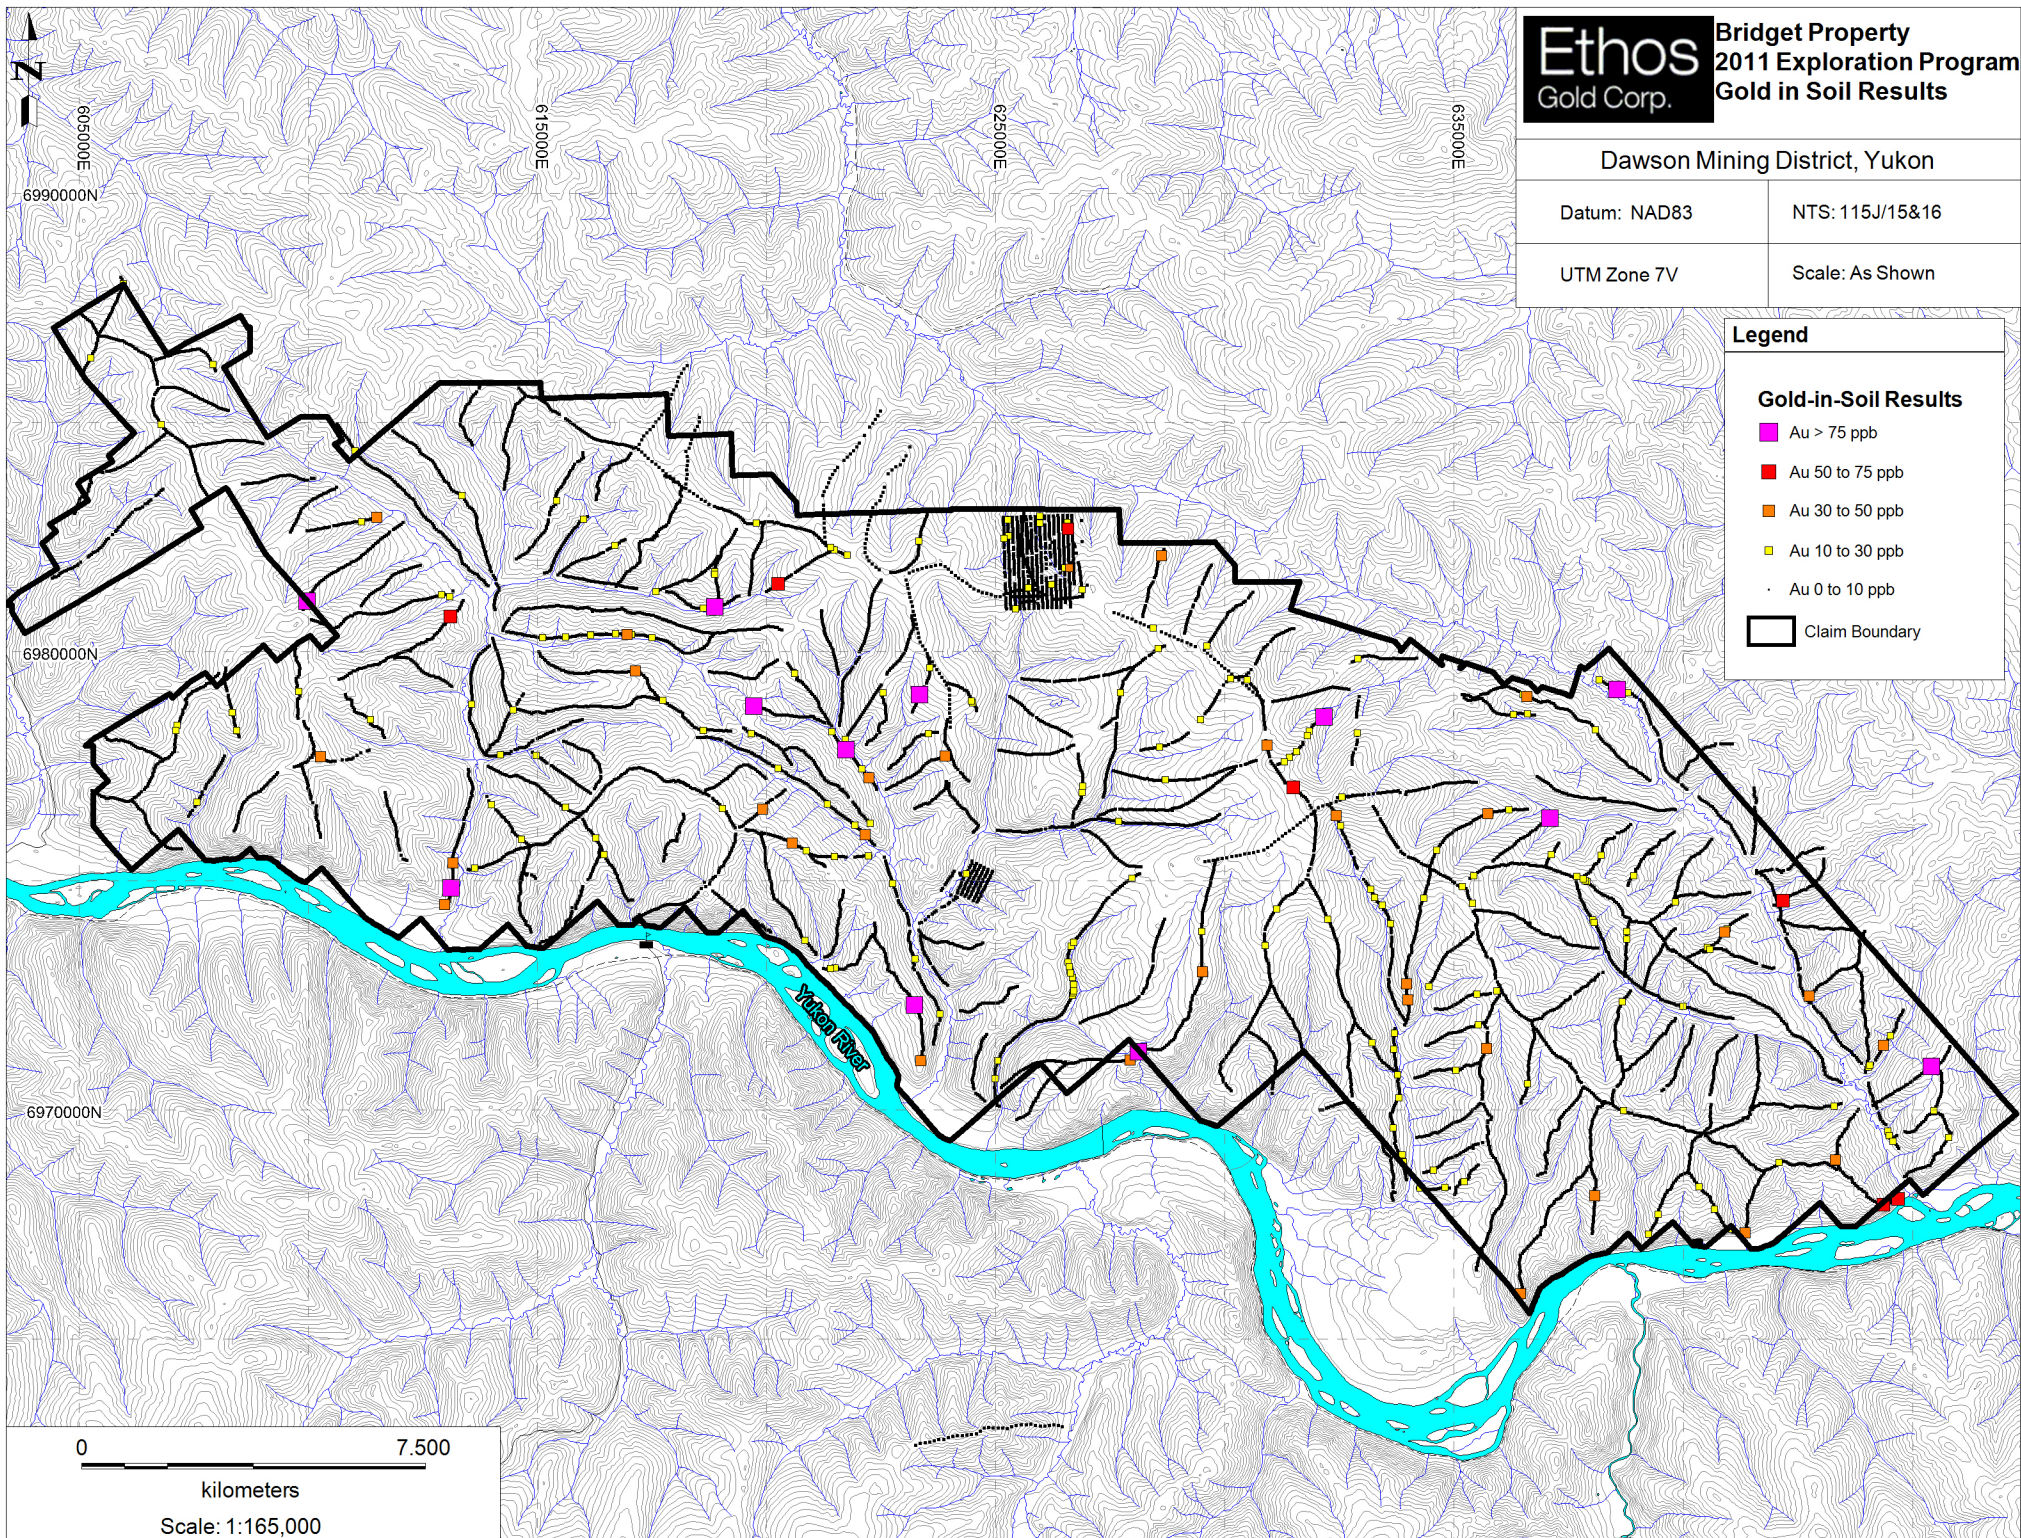 Ethos
Gold Corp.
Bridget Property
2011 Exploration Program
Gold in Soil Results
Dawson Mining District, Yukon
Datum: NAD83
NTS: 115J/15&16
UTM Zone 7V
Scale: As Shown
N
605000E
615000E
625000E
635000E
6990000N
6980000N
6970000N
Legend
Gold-in-Soil Results
Au > 75 ppb
Au 50 to 75 ppb
Au 30 to 50 ppb
Au 10 to 30 ppb
Au 0 to 10 ppb
Claim Boundary
Yukon River
0
7.500
kilometers
Scale: 1:165,000